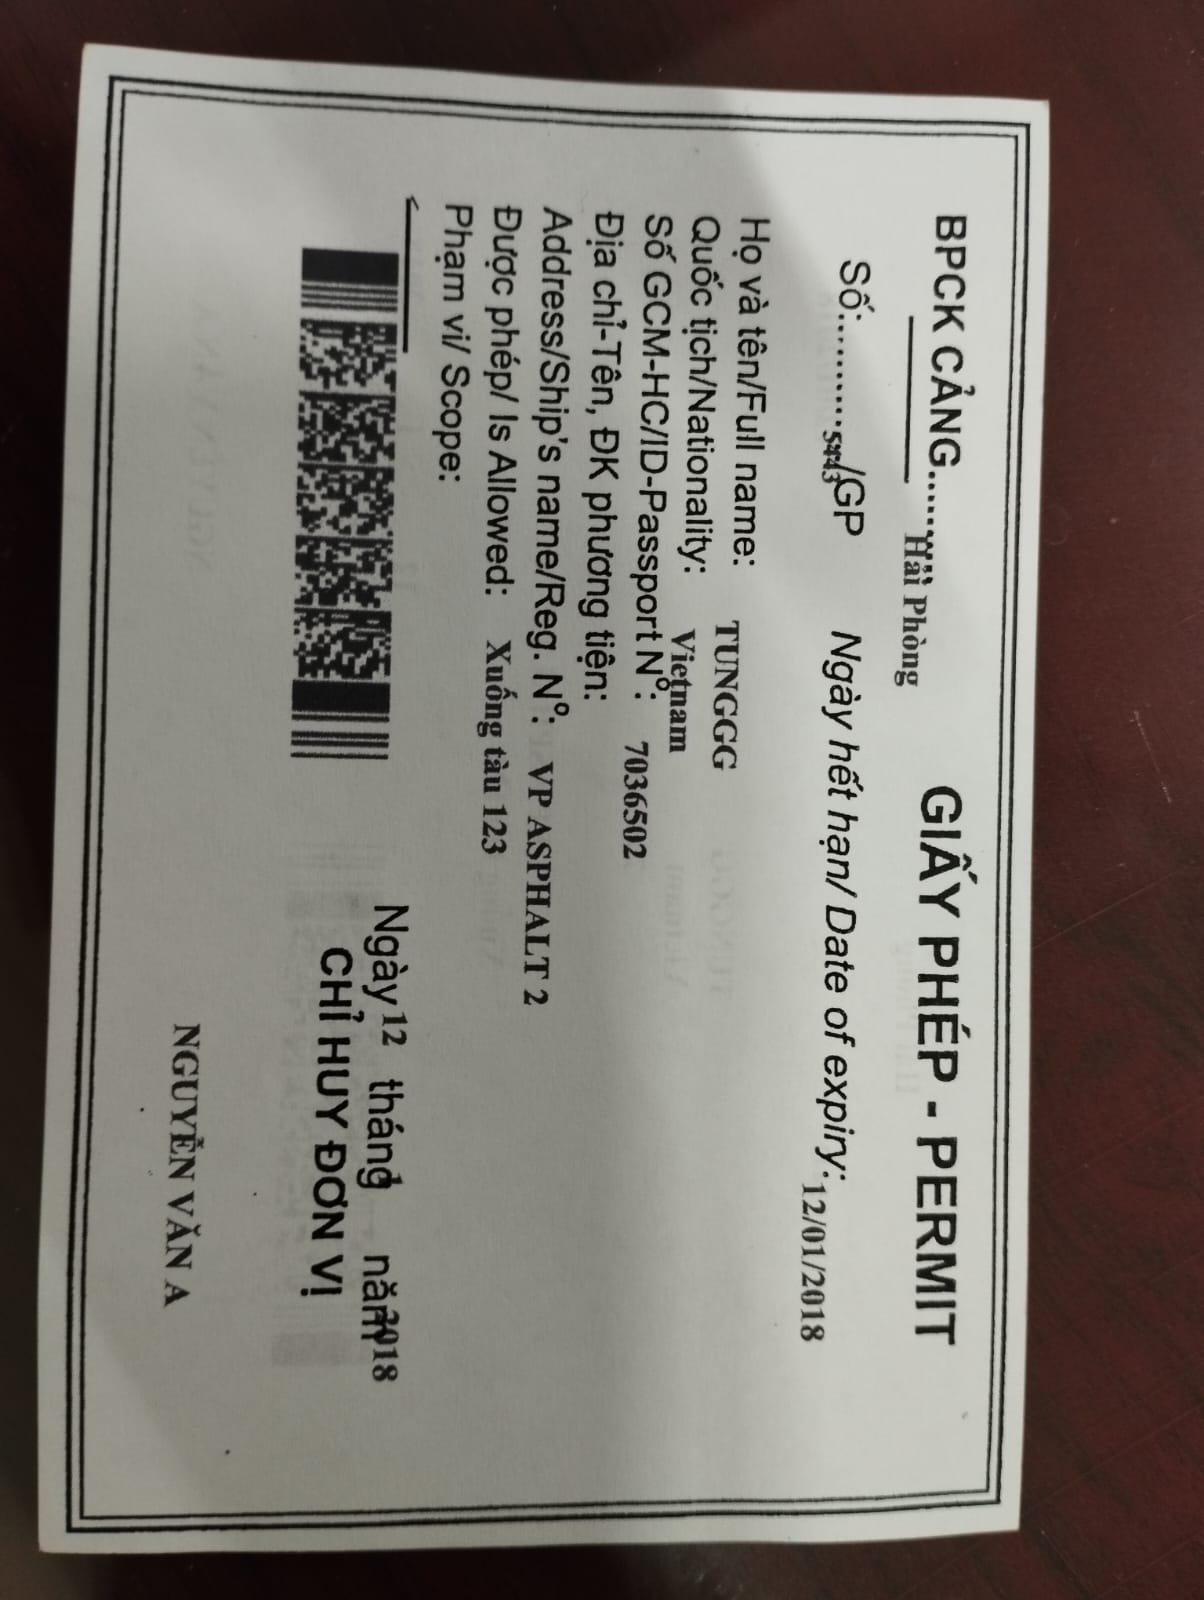 BPCK CẢNG........ Hải Phòng GIẤY PHÉP - PERMIT
Số:........... /GP Ngày hết hạn/ Date of expiry: 12/01/2018
Họ và tên/Full name: TUNGGG
Quốc tịch/Nationality: Vietnam
Số GCM-HC/ID-Passport Nº: 7036502
Địa chỉ-Tên, ĐK phương tiện:
Address/Ship's name/Reg. Nº: VP ASPHALT 2
Được phép/ Is Allowed: Xuống tàu 123
Phạm vi/ Scope:
Ngày 12 tháng 1 năm 2018
CHỈ HUY ĐƠN VỊ
NGUYỄN VĂN A